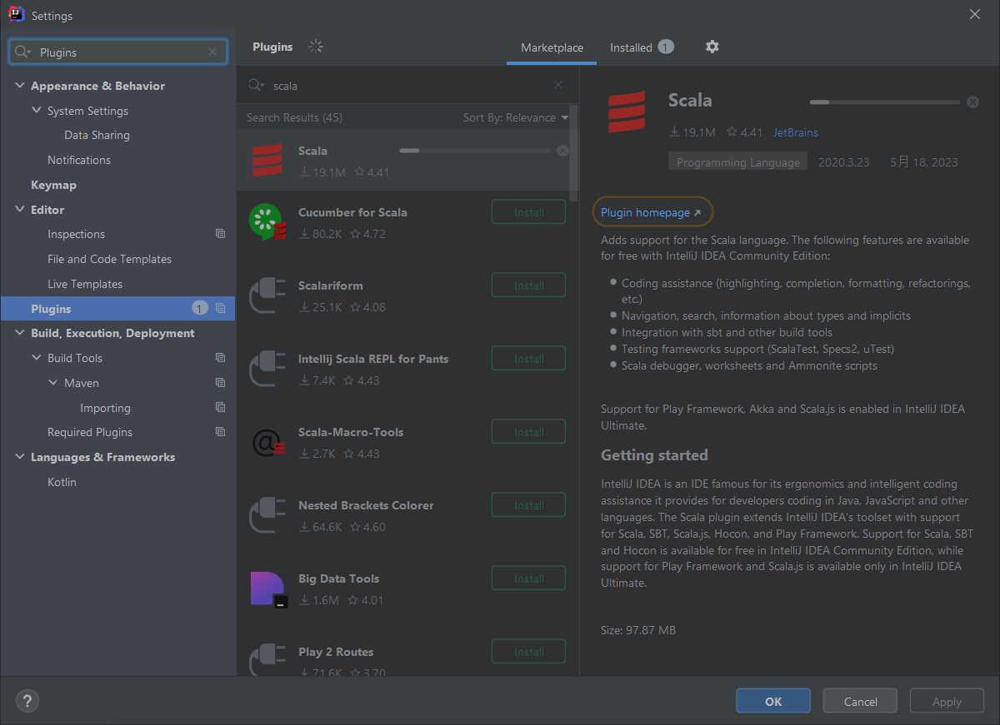 Settings
Plugins
Appearance & Behavior
System Settings
Data Sharing
Notifications
Keymap
Editor
Inspections
File and Code Templates
Live Templates
Plugins 1
Build, Execution, Deployment
Build Tools
Maven
Importing
Required Plugins
Languages & Frameworks
Kotlin
Plugins
Marketplace
Installed 1
scala
Search Results (45)
Sort By: Relevance
Scala
19.1M 4.41
Cucumber for Scala
80.2K 4.72
Install
Scalariform
25.1K 4.08
Install
Intellij Scala REPL for Pants
7.4K 4.43
Install
Scala-Macro-Tools
2.7K 4.43
Install
Nested Brackets Colorer
64.6K 4.60
Install
Big Data Tools
1.6M 4.01
Install
Play 2 Routes
71.6K 3.70
Install
Scala
19.1M 4.41 JetBrains
Programming Language 2020.3.23 5月 18, 2023
Plugin homepage ↗
Adds support for the Scala language. The following features are available
for free with IntelliJ IDEA Community Edition:
• Coding assistance (highlighting, completion, formatting, refactorings,
etc.)
• Navigation, search, information about types and implicits
• Integration with sbt and other build tools
• Testing frameworks support (ScalaTest, Specs2, uTest)
• Scala debugger, worksheets and Ammonite scripts
Support for Play Framework, Akka and Scala.js is enabled in IntelliJ IDEA
Ultimate.
Getting started
IntelliJ IDEA is an IDE famous for its ergonomics and intelligent coding
assistance it provides for developers coding in Java, JavaScript and other
languages. The Scala plugin extends IntelliJ IDEA's toolset with support
for Scala, SBT, Scala.js, Hocon, and Play Framework. Support for Scala, SBT
and Hocon is available for free in IntelliJ IDEA Community Edition, while
support for Play Framework and Scala.js is available only in IntelliJ IDEA
Ultimate.
Size: 97.87 MB
?
OK
Cancel
Apply